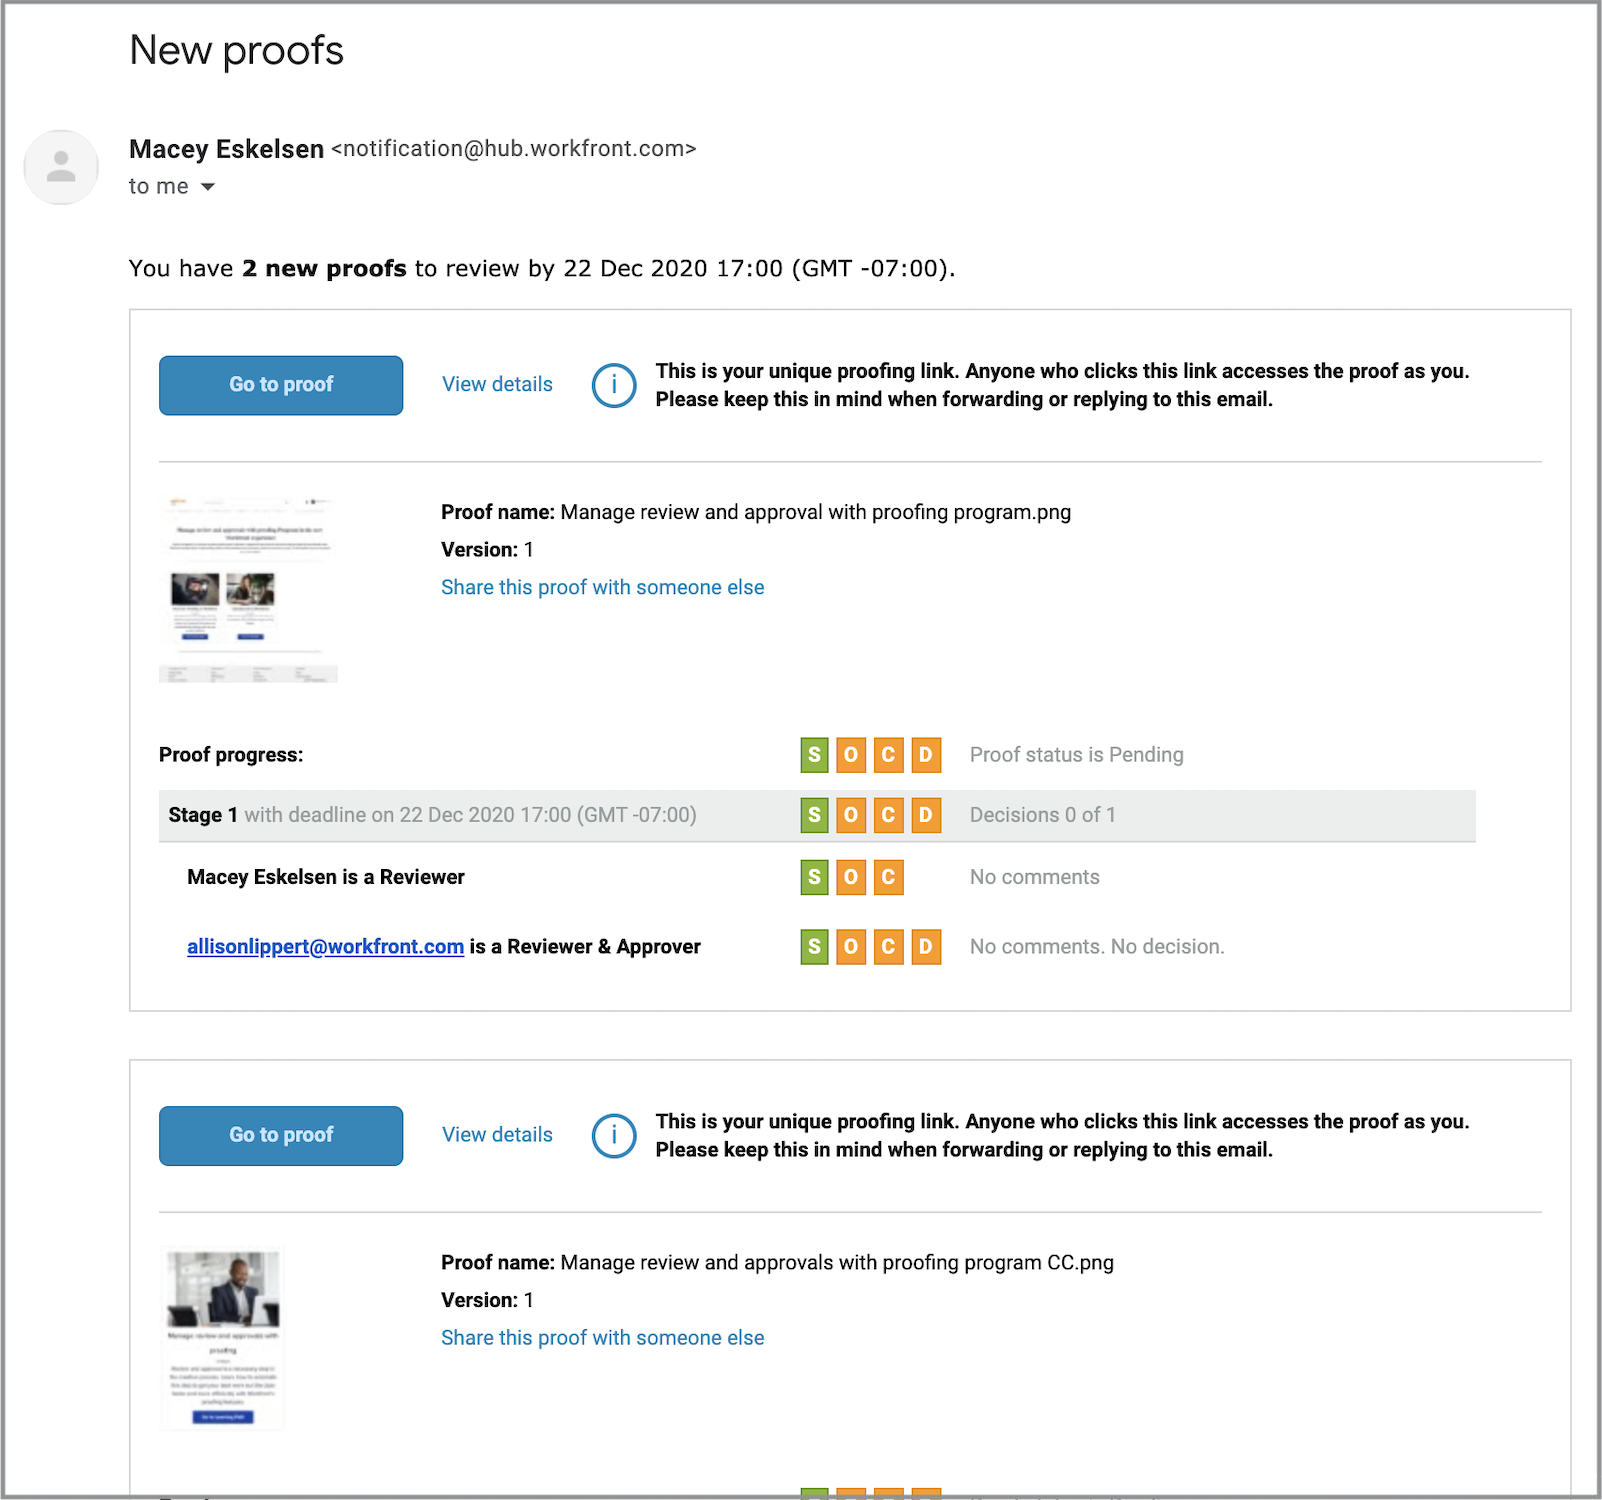 New proofs
Macey Eskelsen <notification@hub.workfront.com>
to me
You have 2 new proofs to review by 22 Dec 2020 17:00 (GMT -07:00).
Go to proof
View details
i
This is your unique proofing link. Anyone who clicks this link accesses the proof as you.
Please keep this in mind when forwarding or replying to this email.
Proof name: Manage review and approval with proofing program.png
Version: 1
Share this proof with someone else
Proof progress: S O C D Proof status is Pending
Stage 1 with deadline on 22 Dec 2020 17:00 (GMT -07:00) S O C D Decisions 0 of 1
Macey Eskelsen is a Reviewer S O C No comments
allisonlippert@workfront.com is a Reviewer & Approver S O C D No comments. No decision.
Go to proof
View details
i
This is your unique proofing link. Anyone who clicks this link accesses the proof as you.
Please keep this in mind when forwarding or replying to this email.
Proof name: Manage review and approvals with proofing program CC.png
Version: 1
Share this proof with someone else
Manage review and approvals with
proofing